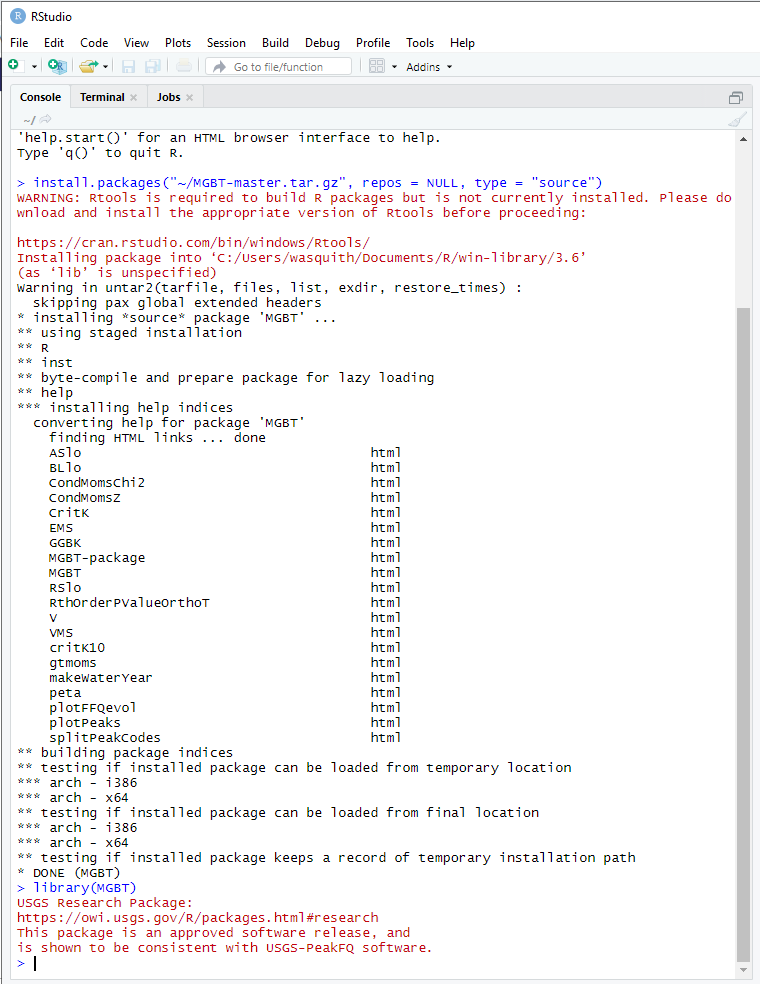 R RStudio
File Edit Code View Plots Session Build Debug Profile Tools Help
Go to file/function Addins
Console Terminal × Jobs ×
~/
'help.start()' for an HTML browser interface to help.
Type 'q()' to quit R.
> install.packages("~/MGBT-master.tar.gz", repos = NULL, type = "source")
WARNING: Rtools is required to build R packages but is not currently installed. Please do
wnload and install the appropriate version of Rtools before proceeding:
https://cran.rstudio.com/bin/windows/Rtools/
Installing package into ‘C:/Users/wasquith/Documents/R/win-library/3.6’
(as ‘lib’ is unspecified)
Warning in untar2(tarfile, files, list, exdir, restore_times) :
  skipping pax global extended headers
* installing *source* package 'MGBT' ...
** using staged installation
** R
** inst
** byte-compile and prepare package for lazy loading
** help
*** installing help indices
  converting help for package 'MGBT'
    finding HTML links ... done
    ASlo                                    html
    BLlo                                    html
    CondMomsChi2                            html
    CondMomsZ                               html
    CritK                                   html
    EMS                                     html
    GGBK                                    html
    MGBT-package                            html
    MGBT                                    html
    RSlo                                    html
    RthOrderPValueOrthoT                    html
    V                                       html
    VMS                                     html
    critK10                                 html
    gtmoms                                  html
    makeWaterYear                           html
    peta                                    html
    plotFFQevol                             html
    plotPeaks                               html
    splitPeakCodes                          html
** building package indices
** testing if installed package can be loaded from temporary location
*** arch - i386
*** arch - x64
** testing if installed package can be loaded from final location
*** arch - i386
*** arch - x64
** testing if installed package keeps a record of temporary installation path
* DONE (MGBT)
> library(MGBT)
USGS Research Package:
https://owi.usgs.gov/R/packages.html#research
This package is an approved software release, and
is shown to be consistent with USGS-PeakFQ software.
>